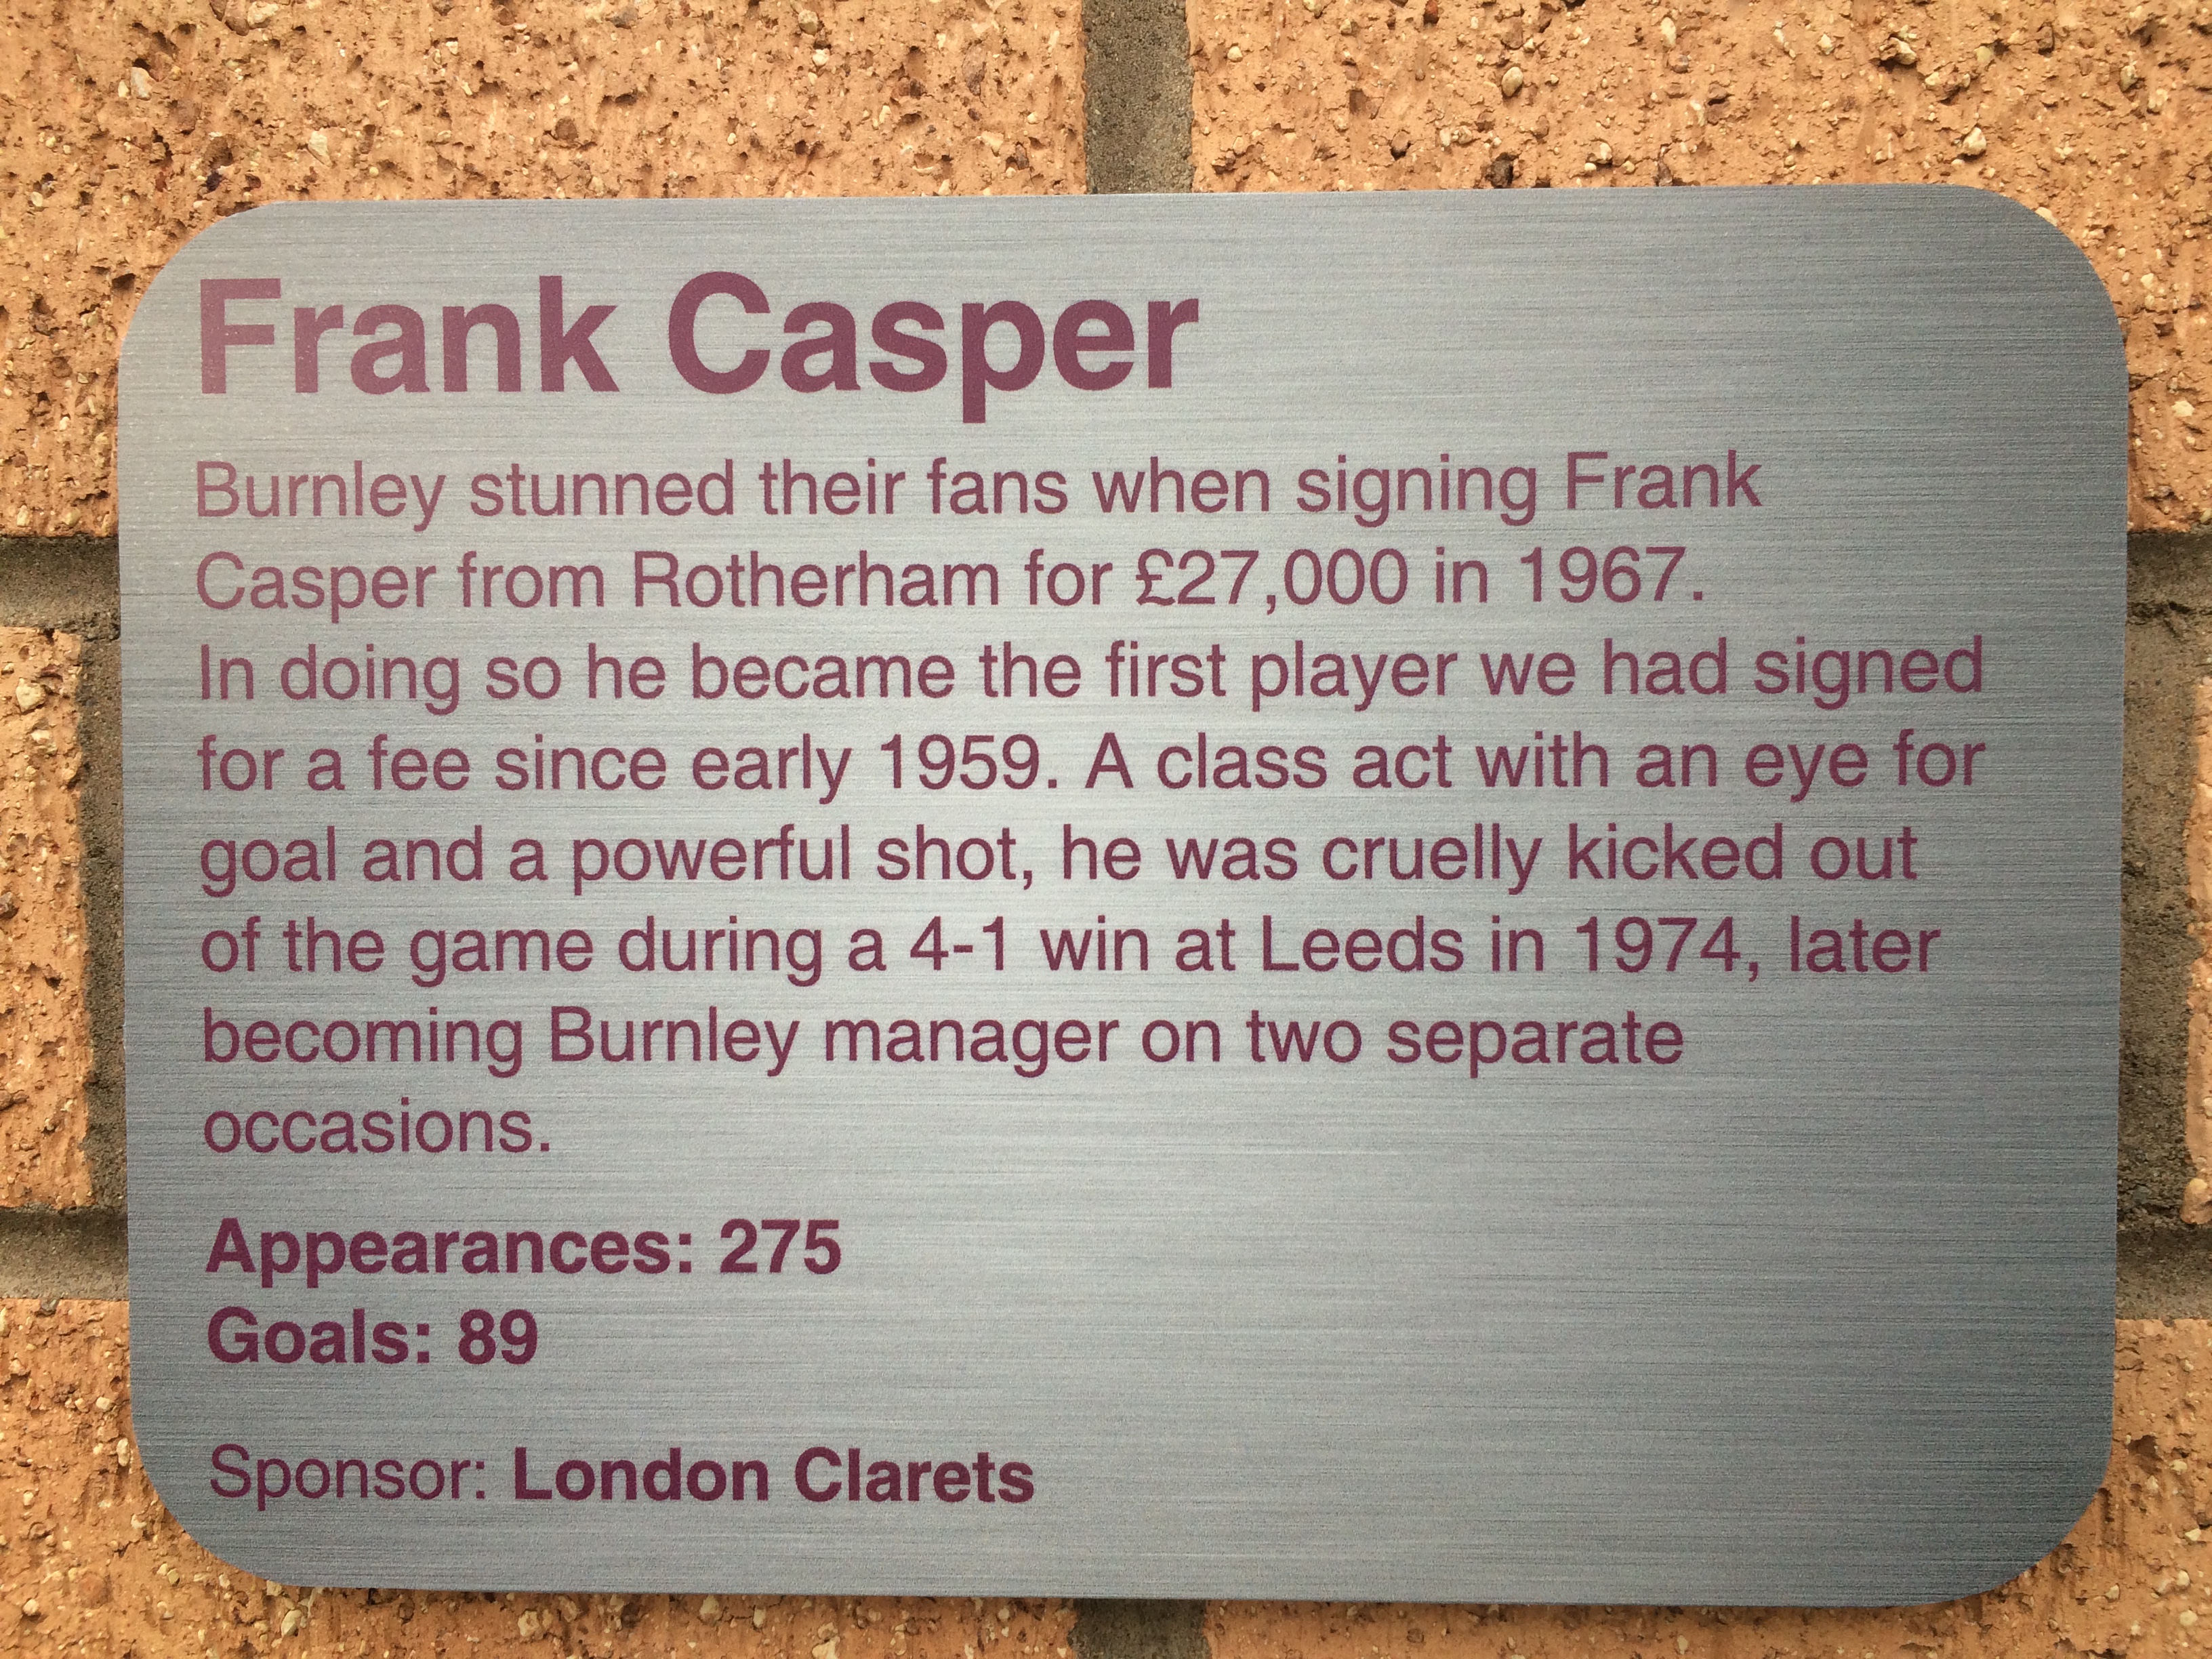 Frank Casper
Burnley stunned their fans when signing Frank
Casper from Rotherham for £27,000 in 1967.
In doing so he became the first player we had signed
for a fee since early 1959. A class act with an eye for
goal and a powerful shot, he was cruelly kicked out
of the game during a 4-1 win at Leeds in 1974, later
becoming Burnley manager on two separate
occasions.
Appearances: 275
Goals: 89
Sponsor: London Clarets